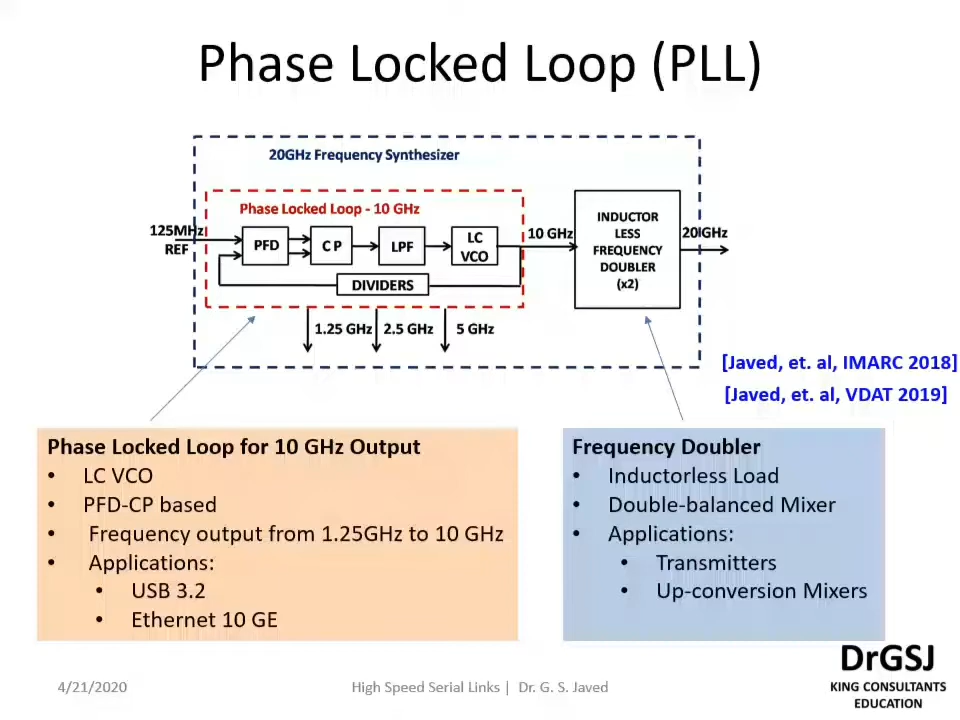 Phase Locked Loop (PLL)
20GHz Frequency Synthesizer
Phase Locked Loop - 10 GHz
125MHz
REF
PFD
CP
LPF
LC
VCO
DIVIDERS
10 GHz
INDUCTOR
LESS
FREQUENCY
DOUBLER
(x2)
20GHz
1.25 GHz
2.5 GHz
5 GHz
[Javed, et. al, IMARC 2018]
[Javed, et. al, VDAT 2019]
Phase Locked Loop for 10 GHz Output
• LC VCO
• PFD-CP based
• Frequency output from 1.25GHz to 10 GHz
• Applications:
• USB 3.2
• Ethernet 10 GE
Frequency Doubler
• Inductorless Load
• Double-balanced Mixer
• Applications:
• Transmitters
• Up-conversion Mixers
4/21/2020
High Speed Serial Links | Dr. G. S. Javed
DrGSJ
KING CONSULTANTS
EDUCATION